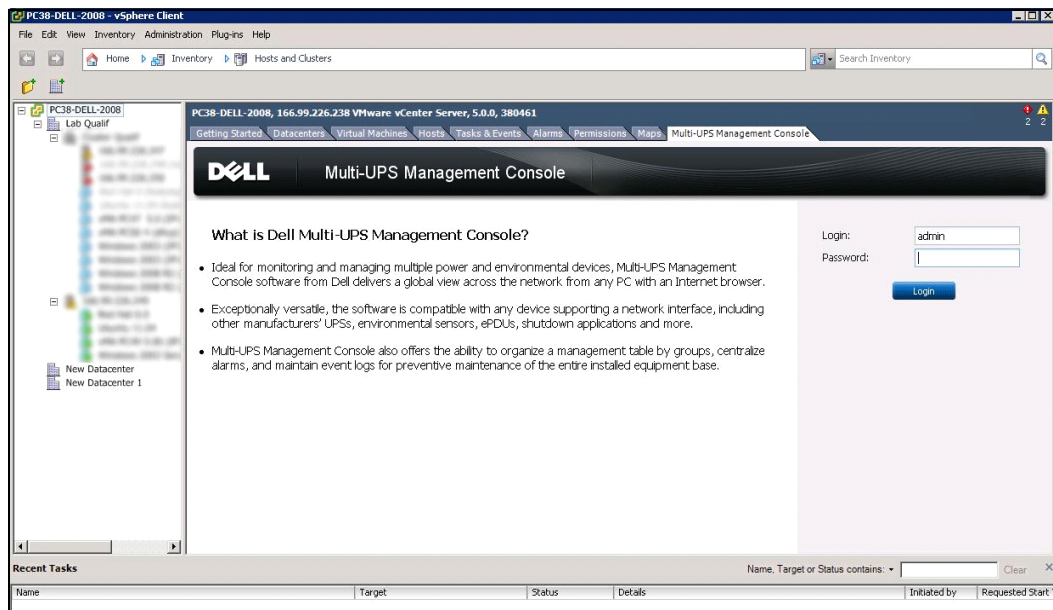 PC38-DELL-2008 - vSphere Client
File Edit View Inventory Administration Plug-ins Help
Home Inventory Hosts and Clusters
Search Inventory
PC38-DELL-2008
Lab Qualif
New Datacenter
New Datacenter 1
PC38-DELL-2008, 166.99.226.238 VMware vCenter Server, 5.0.0, 380461
2 2
Getting Started Datacenters Virtual Machines Hosts Tasks & Events Alarms Permissions Maps Multi-UPS Management Console
DELL Multi-UPS Management Console
What is Dell Multi-UPS Management Console?
• Ideal for monitoring and managing multiple power and environmental devices, Multi-UPS Management
Console software from Dell delivers a global view across the network from any PC with an Internet browser.
• Exceptionally versatile, the software is compatible with any device supporting a network interface, including
other manufacturers' UPSs, environmental sensors, ePDUs, shutdown applications and more.
• Multi-UPS Management Console also offers the ability to organize a management table by groups, centralize
alarms, and maintain event logs for preventive maintenance of the entire installed equipment base.
Login: admin
Password:
Login
Recent Tasks
Name, Target or Status contains: Clear
Name Target Status Details Initiated by Requested Start